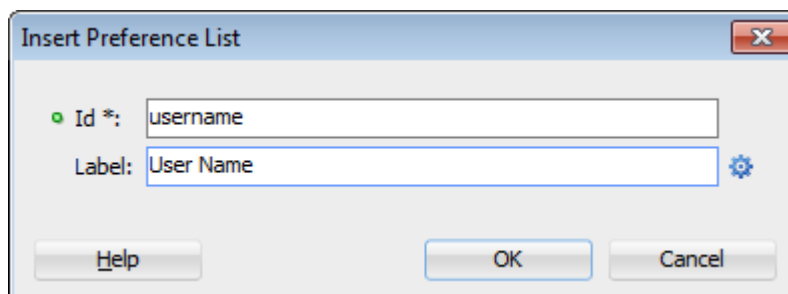 Insert Preference List
Id *: username
Label: User Name
Help OK Cancel